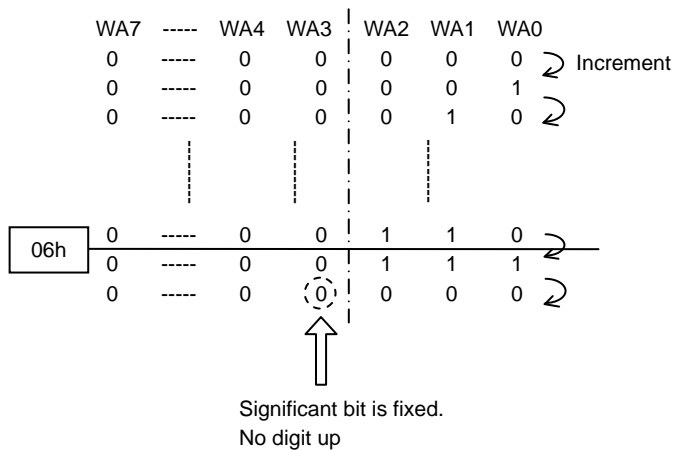 WA7 ----- WA4 WA3 WA2 WA1 WA0
0 ----- 0 0 0 0 0 Increment
0 ----- 0 0 0 0 1
0 ----- 0 0 0 1 0
06h 0 ----- 0 0 1 1 0
0 ----- 0 0 1 1 1
0 ----- 0 0 0 0 0
Significant bit is fixed.
No digit up